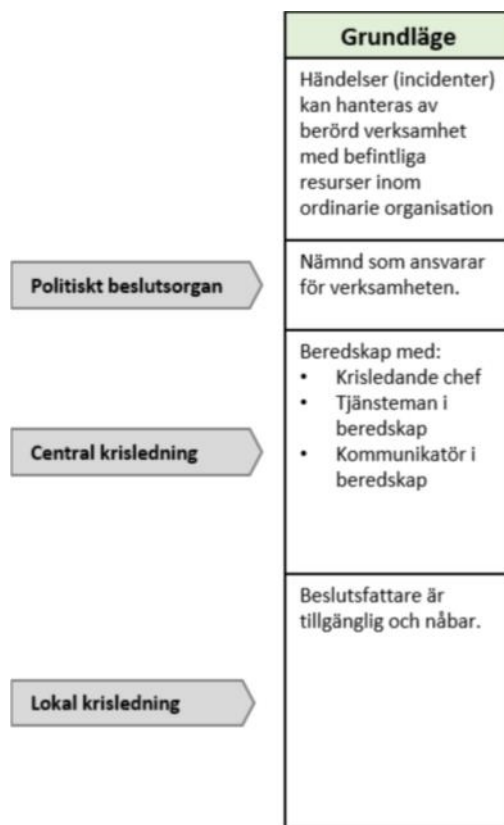 Grundläge
Händelser (incidenter)
kan hanteras av
berörd verksamhet
med befintliga
resurser inom
ordinarie organisation
Politiskt beslutsorgan
Nämnd som ansvarar
för verksamheten.
Central krisledning
Beredskap med:
• Krisledande chef
• Tjänsteman i
beredskap
• Kommunikatör i
beredskap
Lokal krisledning
Beslutsfattare är
tillgänglig och nåbar.